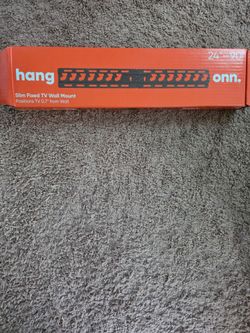 24"–90"
hang onn.
Slim Fixed TV Wall Mount
Positions TV 0.7" from Wall